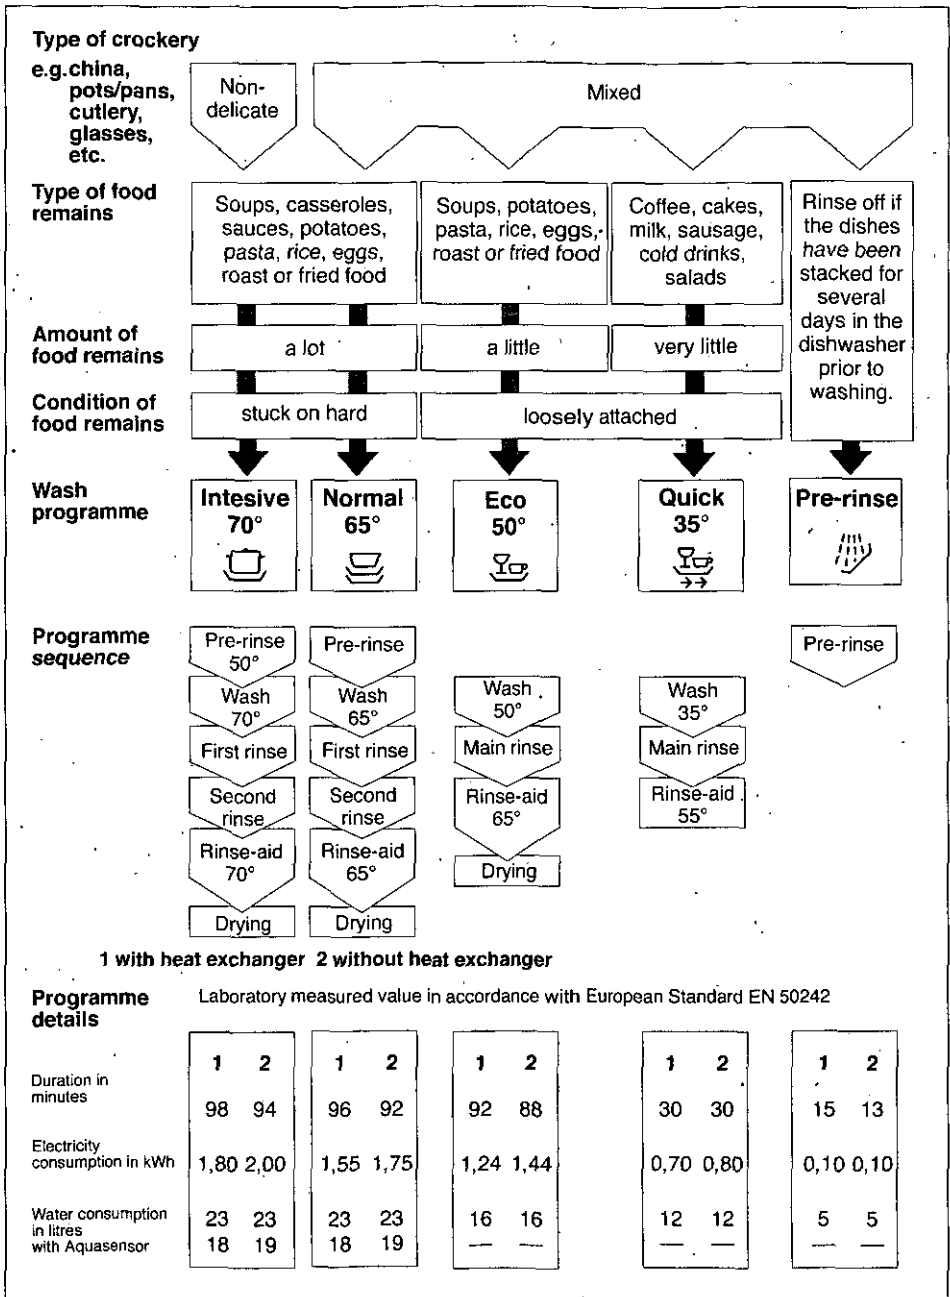 Type of crockery
e.g. china,
pots/pans,
cutlery,
glasses,
etc.
Non-
delicate
Mixed
Type of food
remains
Soups, casseroles,
sauces, potatoes,
pasta, rice, eggs,
roast or fried food
Soups, potatoes,
pasta, rice, eggs,
roast or fried food
Coffee, cakes,
milk, sausage,
cold drinks,
salads
Rinse off if
the dishes
have been
stacked for
several
days in the
dishwasher
prior to
washing.
Amount of
food remains
a lot
a little
very little
Condition of
food remains
stuck on hard
loosely attached
Wash
programme
Intesive
70°
Normal
65°
Eco
50°
Quick
35°
Pre-rinse
Programme
sequence
Pre-rinse
50°
Wash
70°
First rinse
Second
rinse
Rinse-aid
70°
Drying
Pre-rinse
Wash
65°
First rinse
Second
rinse
Rinse-aid
65°
Drying
Wash
50°
Main rinse
Rinse-aid
65°
Drying
Wash
35°
Main rinse
Rinse-aid
55°
Pre-rinse
1 with heat exchanger 2 without heat exchanger
Programme
details
Laboratory measured value in accordance with European Standard EN 50242
1 2 1 2 1 2 1 2 1 2
Duration in
minutes
98 94 96 92 92 88 30 30 15 13
Electricity
consumption in kWh
1,80 2,00 1,55 1,75 1,24 1,44 0,70 0,80 0,10 0,10
Water consumption
in litres
23 23 23 23 16 16 12 12 5 5
with Aquasensor
18 19 18 19 — — — — — —